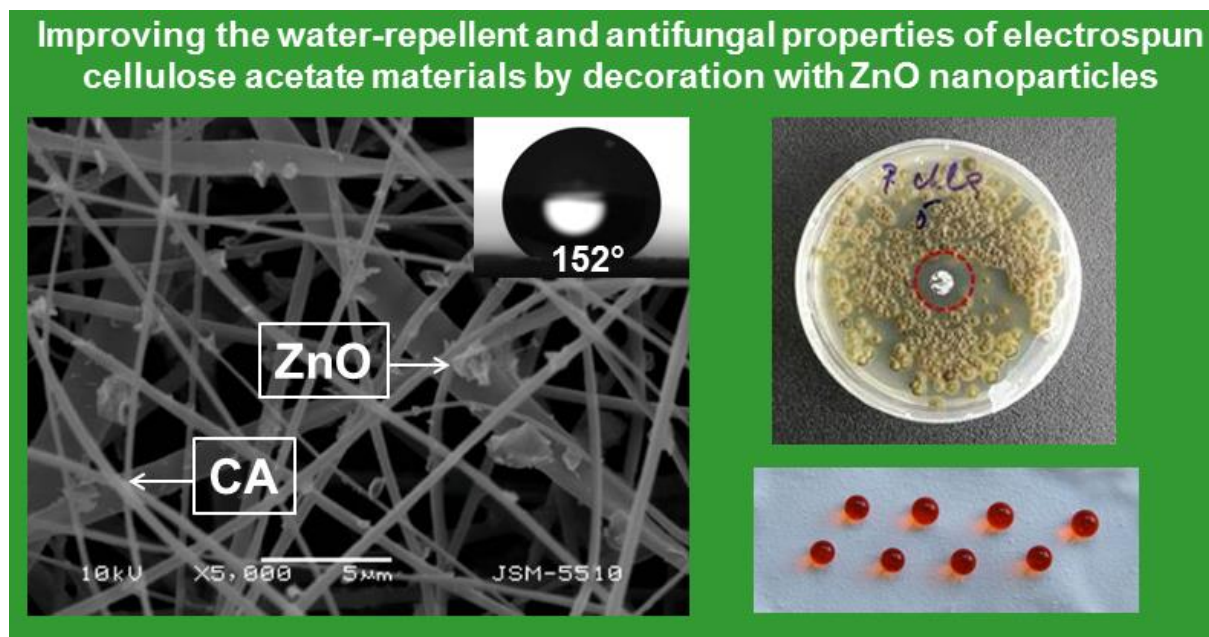 Improving the water-repellent and antifungal properties of electrospun
cellulose acetate materials by decoration with ZnO nanoparticles
152°
ZnO
CA
10kV X5,000 5μm JSM-5510